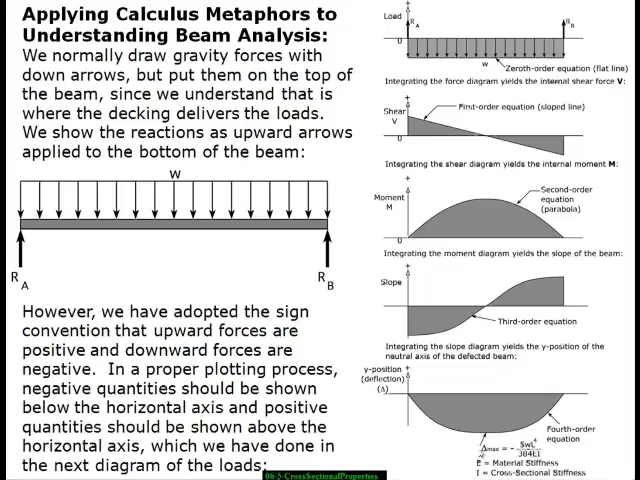 Applying Calculus Metaphors to
Understanding Beam Analysis:
We normally draw gravity forces with
down arrows, but put them on the top of
the beam, since we understand that is
where the decking delivers the loads.
We show the reactions as upward arrows
applied to the bottom of the beam:
w
R A
R B
However, we have adopted the sign
convention that upward forces are
positive and downward forces are
negative.  In a proper plotting process,
negative quantities should be shown
below the horizontal axis and positive
quantities should be shown above the
horizontal axis, which we have done in
the next diagram of the loads:
+
Load
R A
R B
0
w
Zeroth-order equation (flat line)
Integrating the force diagram yields the internal shear force V:
+
Shear
V
First-order equation (sloped line)
0
Integrating the shear diagram yields the internal moment M:
+
Moment
M
Second-order
equation
(parabola)
0
Integrating the moment diagram yields the slope of the beam:
+
Slope
Third-order equation
Integrating the slope diagram yields the y-position of the
neutral axis of the defected beam:
y-position
(deflection)
(Δ)
+
Fourth-order
equation
Δmax = - 5wL⁴
384EI
E = Material Stiffness
I = Cross-Sectional Stiffness
06 5 CrossSectionalProperties